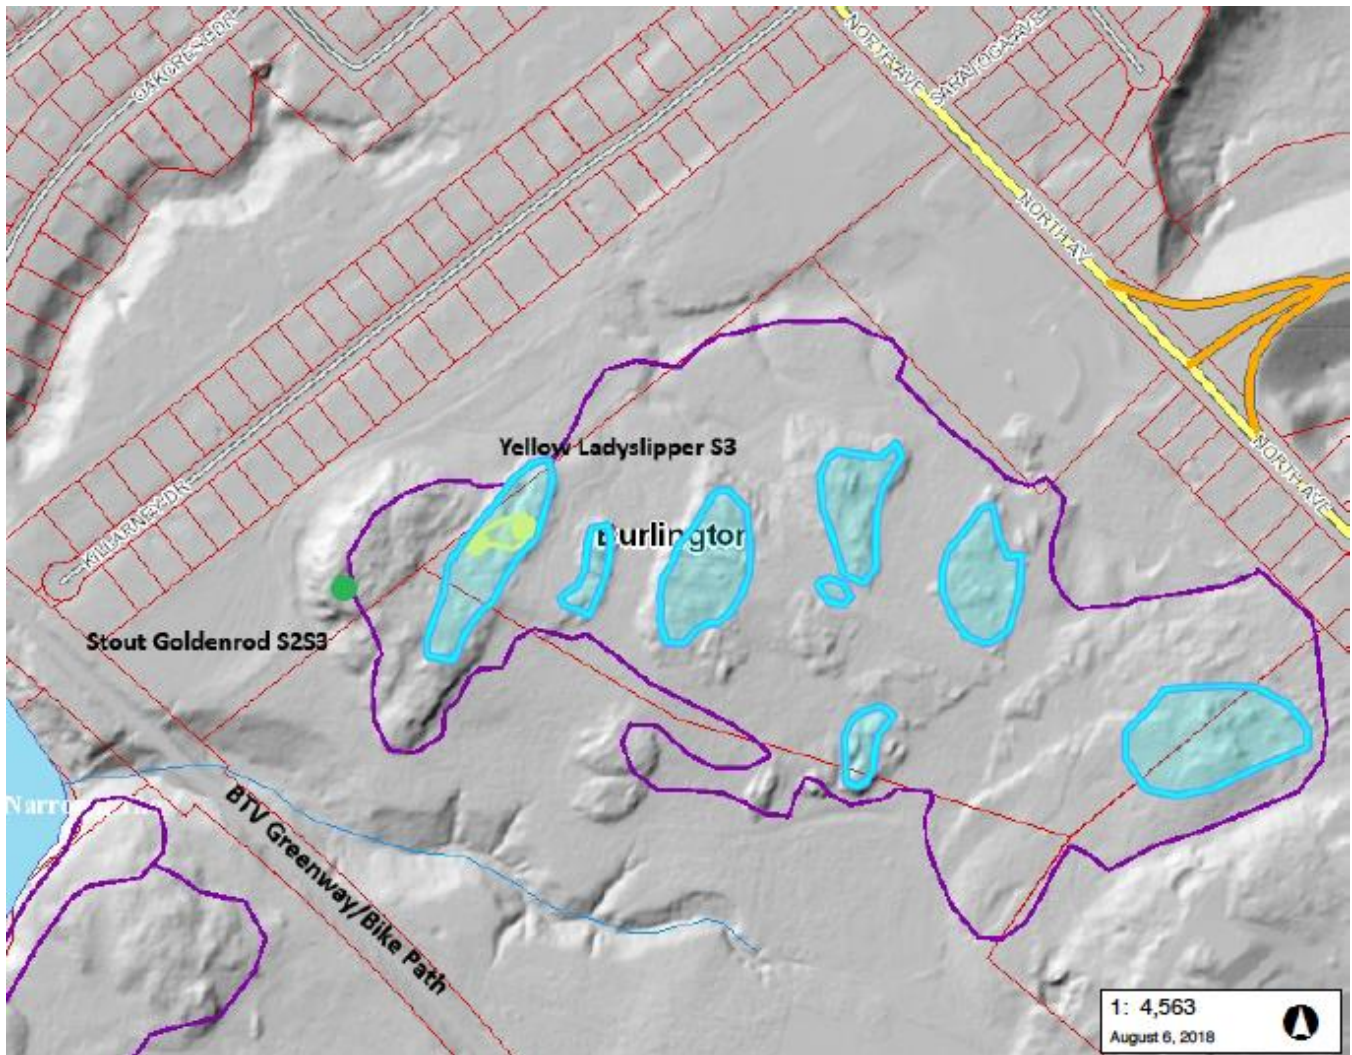 OAKCREST DR
NORTH AVE
SARATOGA AVE
NORTH AV
NORTH AVE
Yellow Ladyslipper S3
Burlington
KILLARNEY DR
Stout Goldenrod S2S3
BTV Greenway/Bike Path
1: 4,563
August 6, 2018